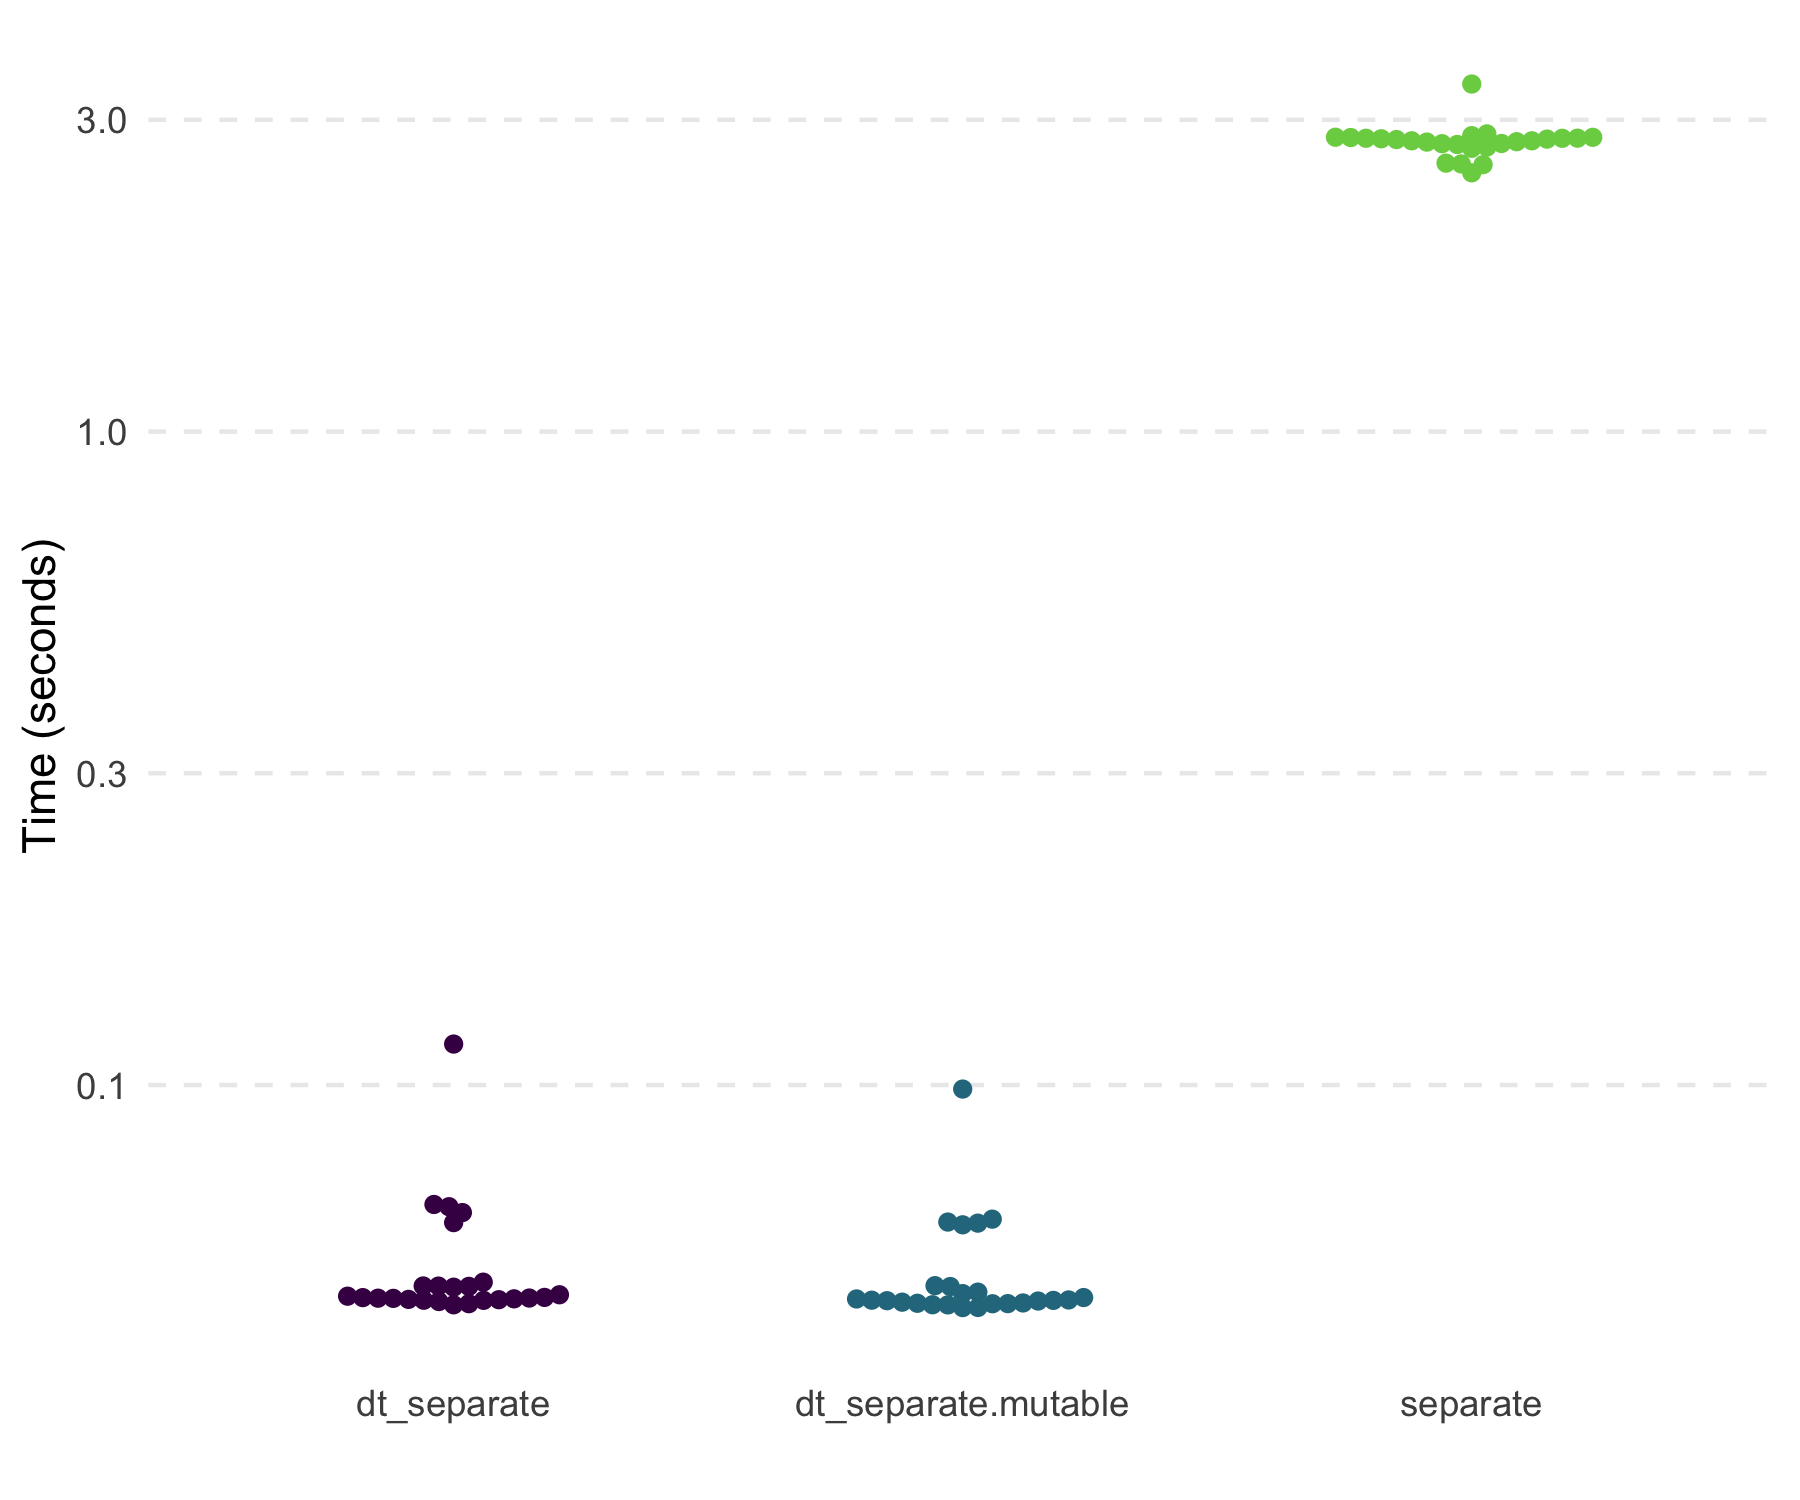 3.0
1.0
0.3
0.1
Time (seconds)
dt_separate
dt_separate.mutable
separate